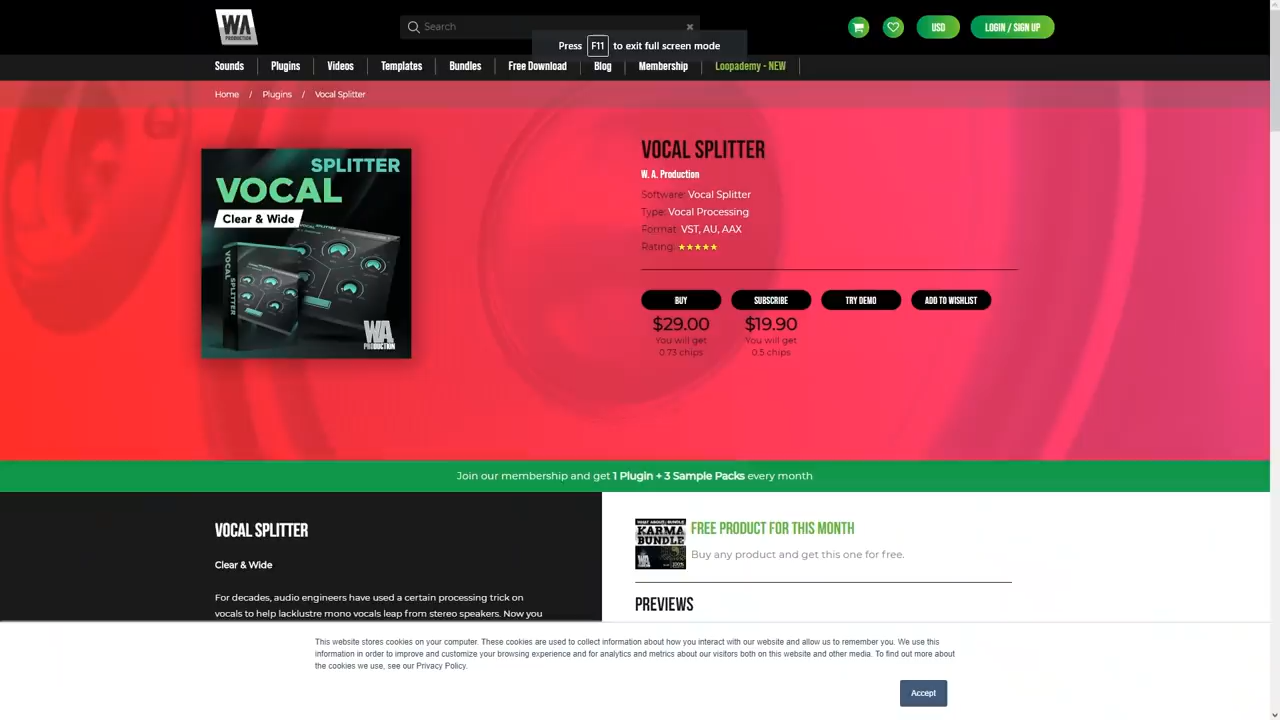 WA
PRODUCTION
Search
USD
LOGIN / SIGN UP
Press F11 to exit full screen mode
Sounds
Plugins
Videos
Templates
Bundles
Free Download
Blog
Membership
Loopademy - NEW
Home / Plugins / Vocal Splitter
SPLITTER
VOCAL
Clear & Wide
VOCAL SPLITTER
WA
PRODUCTION
VOCAL SPLITTER
W. A. Production
Software: Vocal Splitter
Type: Vocal Processing
Format: VST, AU, AAX
Rating: ★★★★★
BUY
SUBSCRIBE
TRY DEMO
ADD TO WISHLIST
$29.00
$19.90
You will get
0.73 chips
You will get
0.5 chips
Join our membership and get 1 Plugin + 3 Sample Packs every month
VOCAL SPLITTER
Clear & Wide
For decades, audio engineers have used a certain processing trick on
vocals to help lacklustre mono vocals leap from stereo speakers. Now you
KARMA
BUNDLE
FREE PRODUCT FOR THIS MONTH
Buy any product and get this one for free.
PREVIEWS
This website stores cookies on your computer. These cookies are used to collect information about how you interact with our website and allow us to remember you. We use this
information in order to improve and customize your browsing experience and for analytics and metrics about our visitors both on this website and other media. To find out more about
the cookies we use, see our Privacy Policy.
Accept